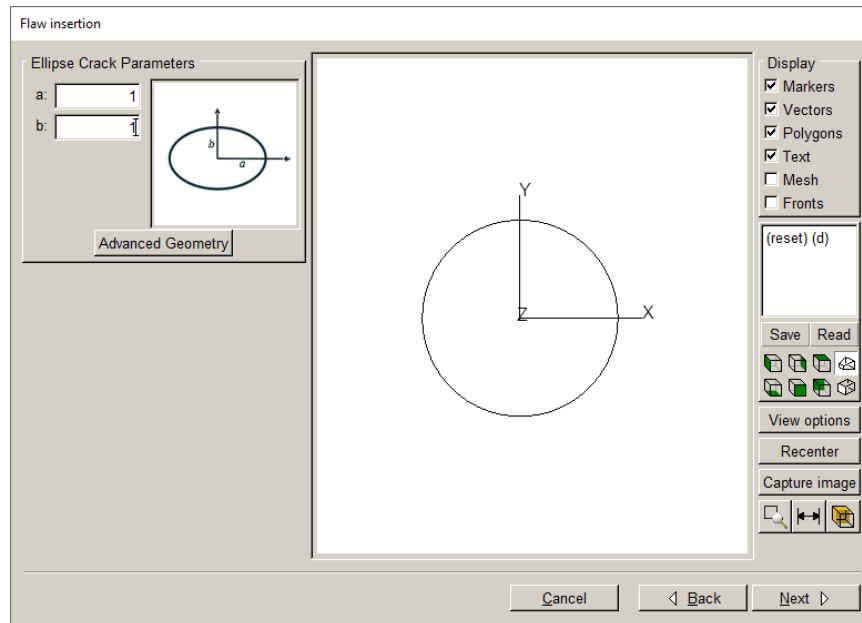 Flaw insertion
Ellipse Crack Parameters
a: 1
b: 1
b
a
Advanced Geometry
Y
Z
X
Display
Markers
Vectors
Polygons
Text
Mesh
Fronts
(reset) (d)
Save Read
View options
Recenter
Capture image
Cancel
Back
Next